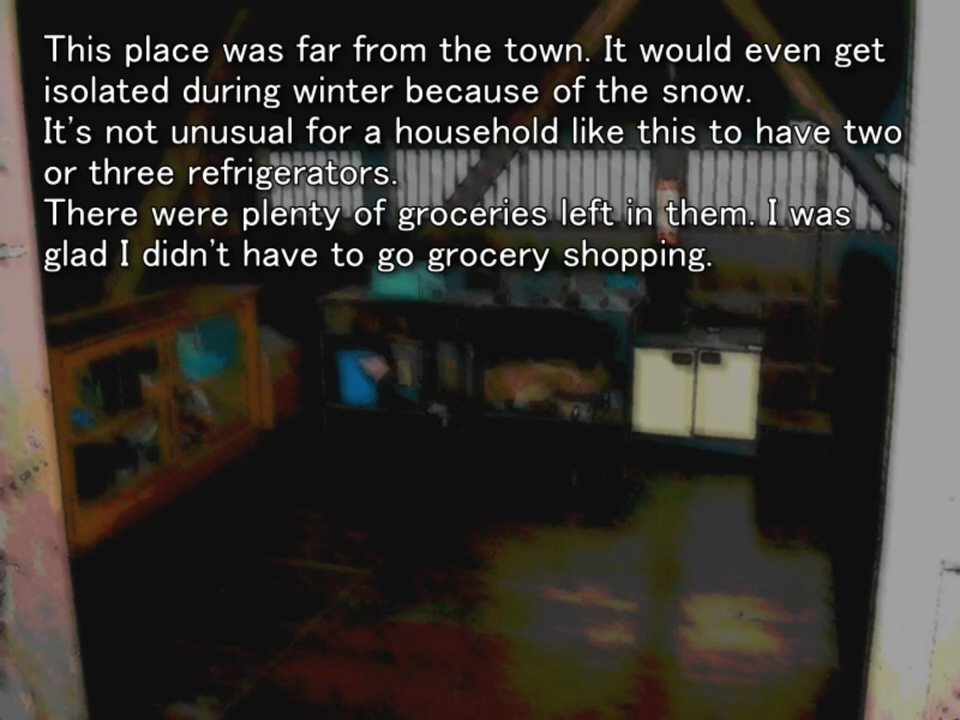 This place was far from the town. It would even get
isolated during winter because of the snow.
It's not unusual for a household like this to have two
or three refrigerators.
There were plenty of groceries left in them. I was
glad I didn't have to go grocery shopping.